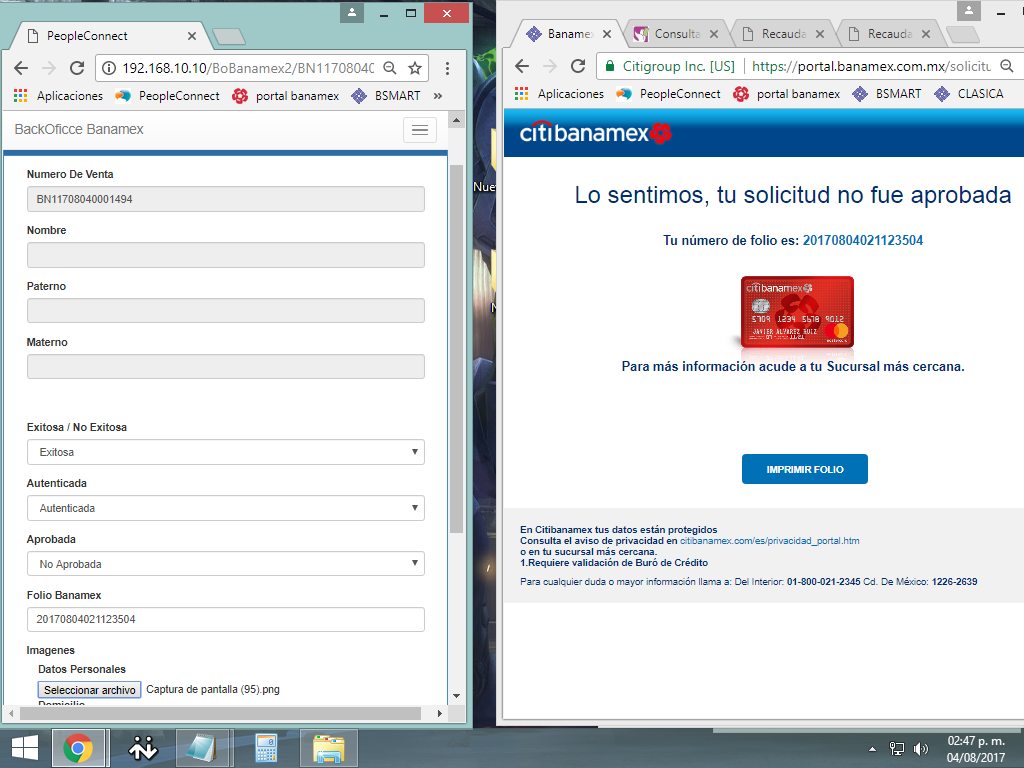 PeopleConnect
192.168.10.10/BoBanamex2/BN11708040
Aplicaciones PeopleConnect portal banamex BSMART »
BackOficce Banamex
Numero De Venta
BN11708040001494
Nombre
Paterno
Materno
Exitosa / No Exitosa
Exitosa
Autenticada
Autenticada
Aprobada
No Aprobada
Folio Banamex
20170804021123504
Imagenes
Datos Personales
Seleccionar archivo Captura de pantalla (95).png
Domicilio
Nue
Baname Consulta Recauda Recauda
Citigroup Inc. [US] https://portal.banamex.com.mx/solicitu
Aplicaciones PeopleConnect portal banamex BSMART CLASICA
citibanamex
Lo sentimos, tu solicitud no fue aprobada
Tu número de folio es: 20170804021123504
citibanamex
5709 1234 5678 9012
JAVIER ALVAREZ RUIZ
Para más información acude a tu Sucursal más cercana.
IMPRIMIR FOLIO
En Citibanamex tus datos están protegidos
Consulta el aviso de privacidad en citibanamex.com/es/privacidad_portal.htm
o en tu sucursal más cercana.
1.Requiere validación de Buró de Crédito
Para cualquier duda o mayor información llama a: Del Interior: 01-800-021-2345 Cd. De México: 1226-2639
02:47 p. m.
04/08/2017